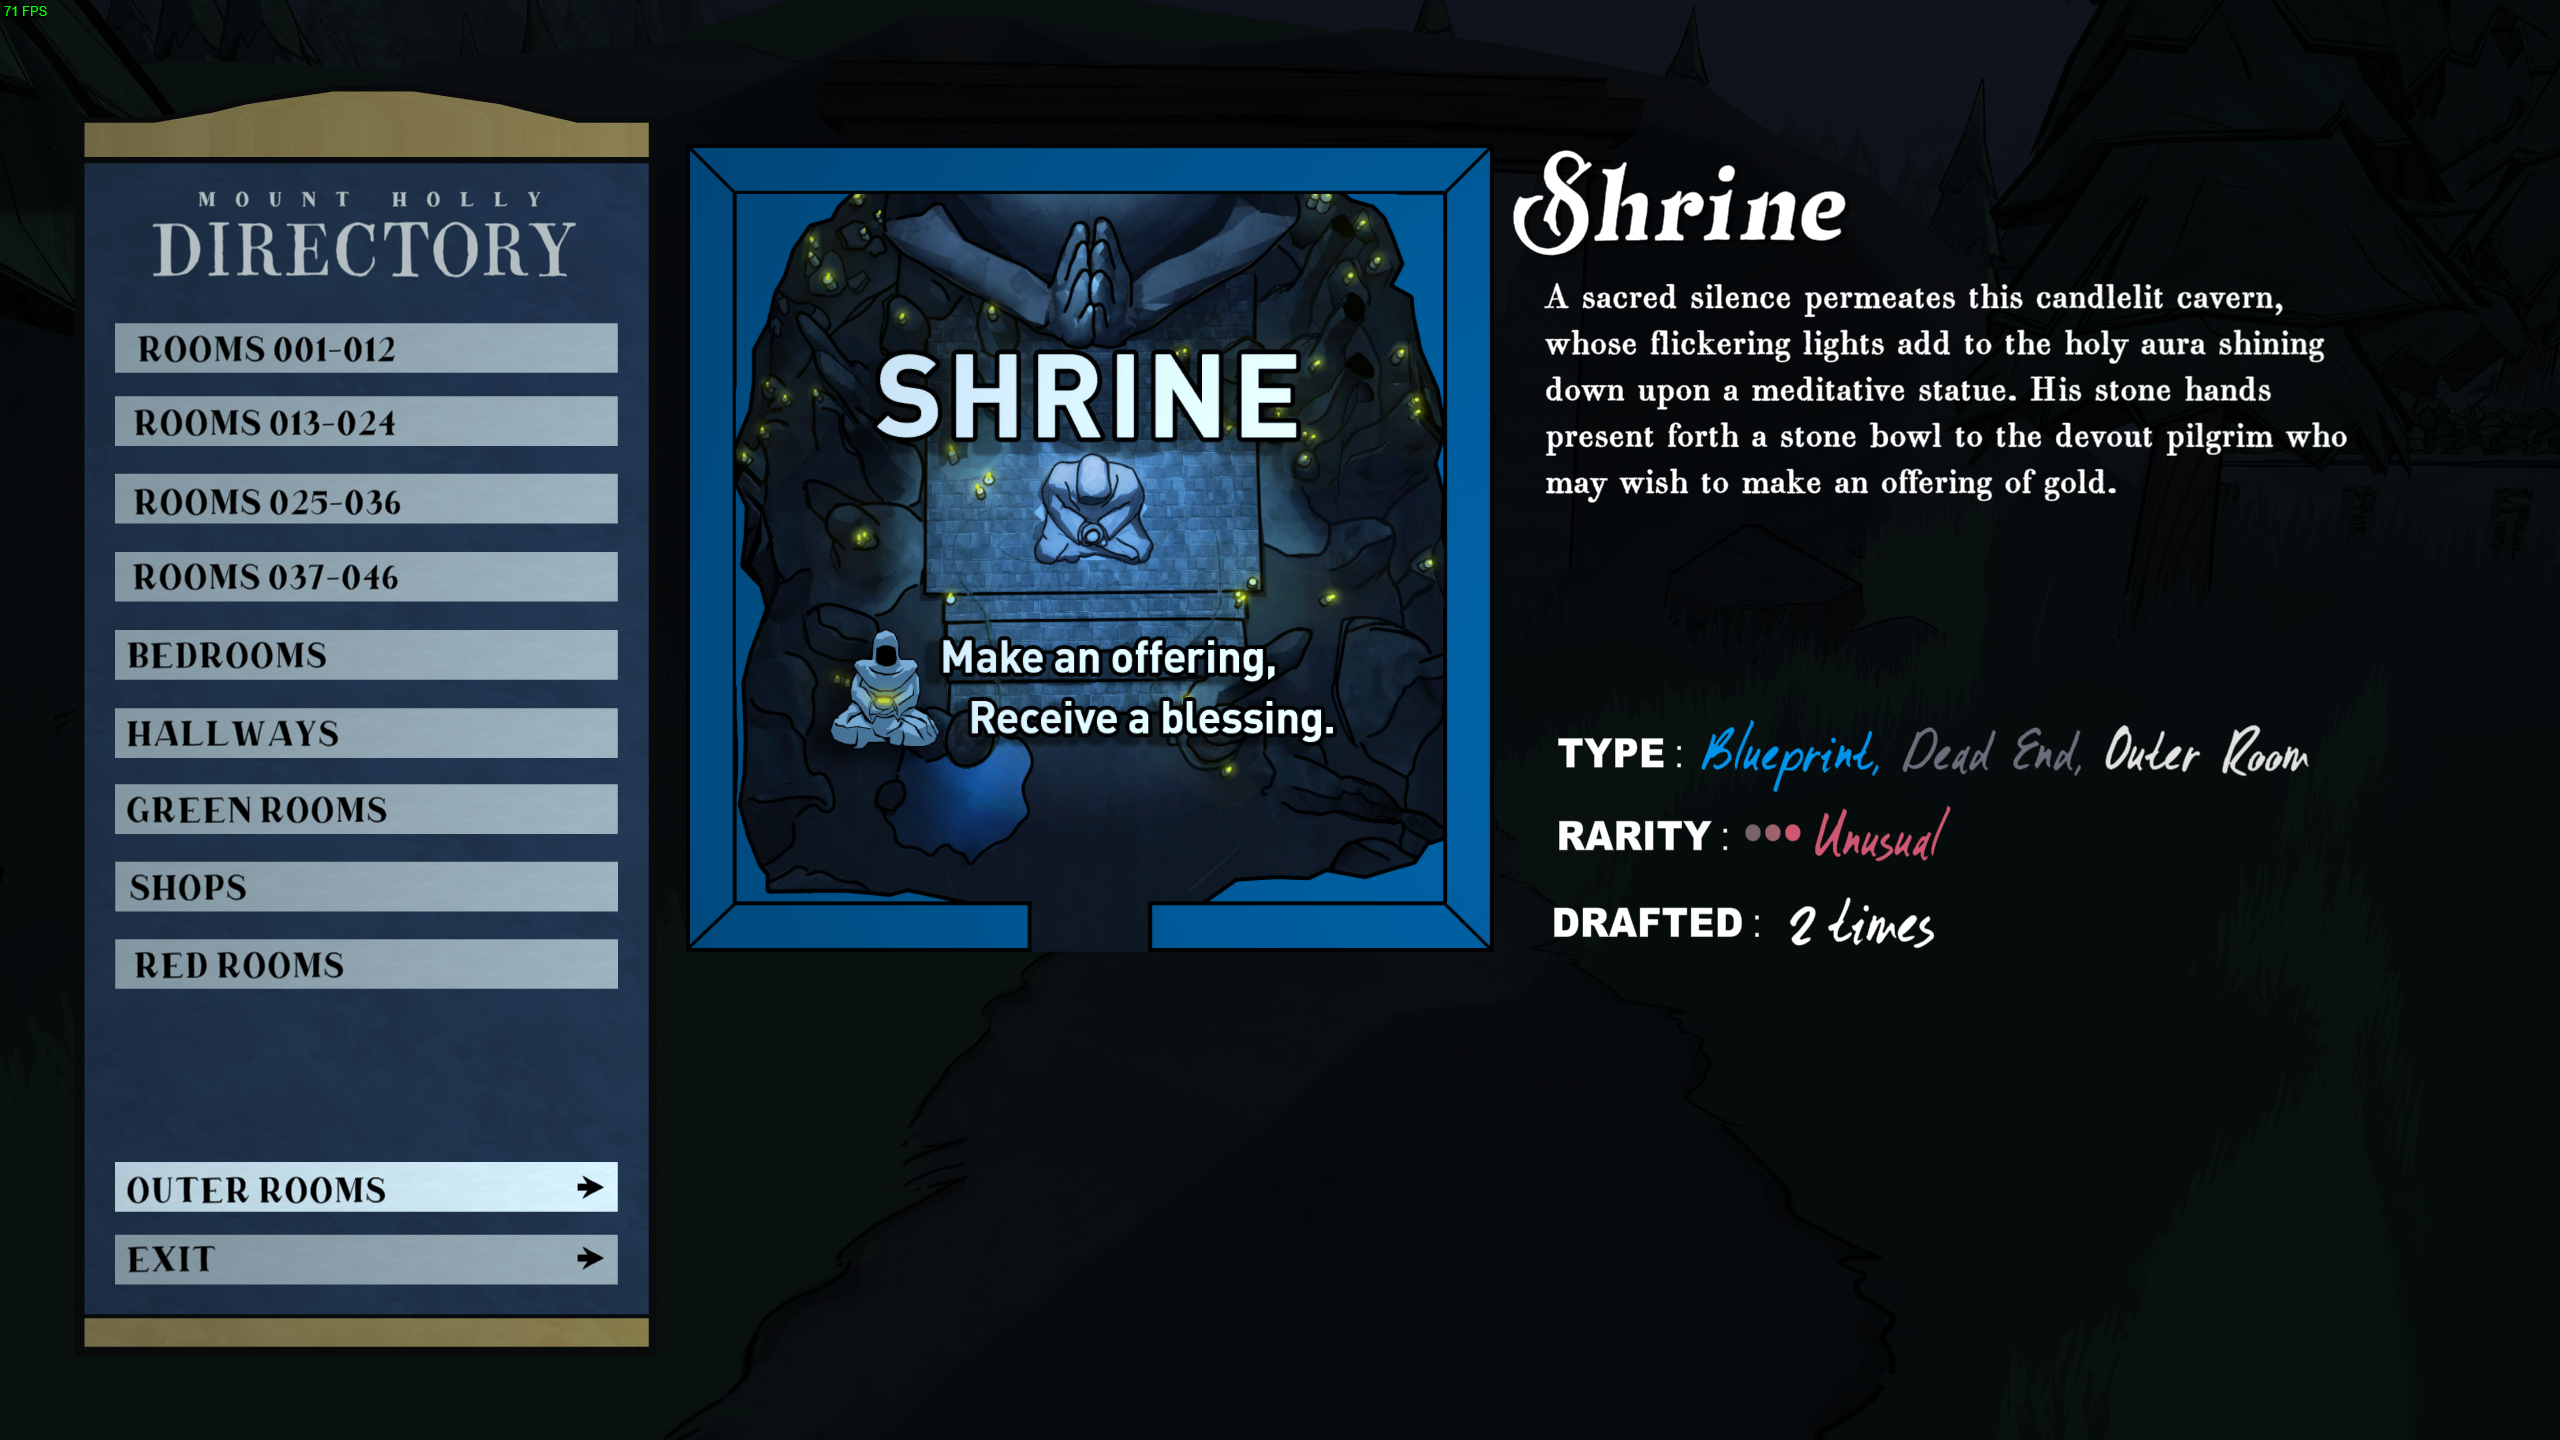 71 FPS
MOUNT HOLLY
DIRECTORY
ROOMS 001-012
ROOMS 013-024
ROOMS 025-036
ROOMS 037-046
BEDROOMS
HALLWAYS
GREEN ROOMS
SHOPS
RED ROOMS
OUTER ROOMS
EXIT
SHRINE
Make an offering,
Receive a blessing.
Shrine
A sacred silence permeates this candlelit cavern,
whose flickering lights add to the holy aura shining
down upon a meditative statue. His stone hands
present forth a stone bowl to the devout pilgrim who
may wish to make an offering of gold.
TYPE : Blueprint, Dead End, Outer Room
RARITY : Unusual
DRAFTED : 2 times